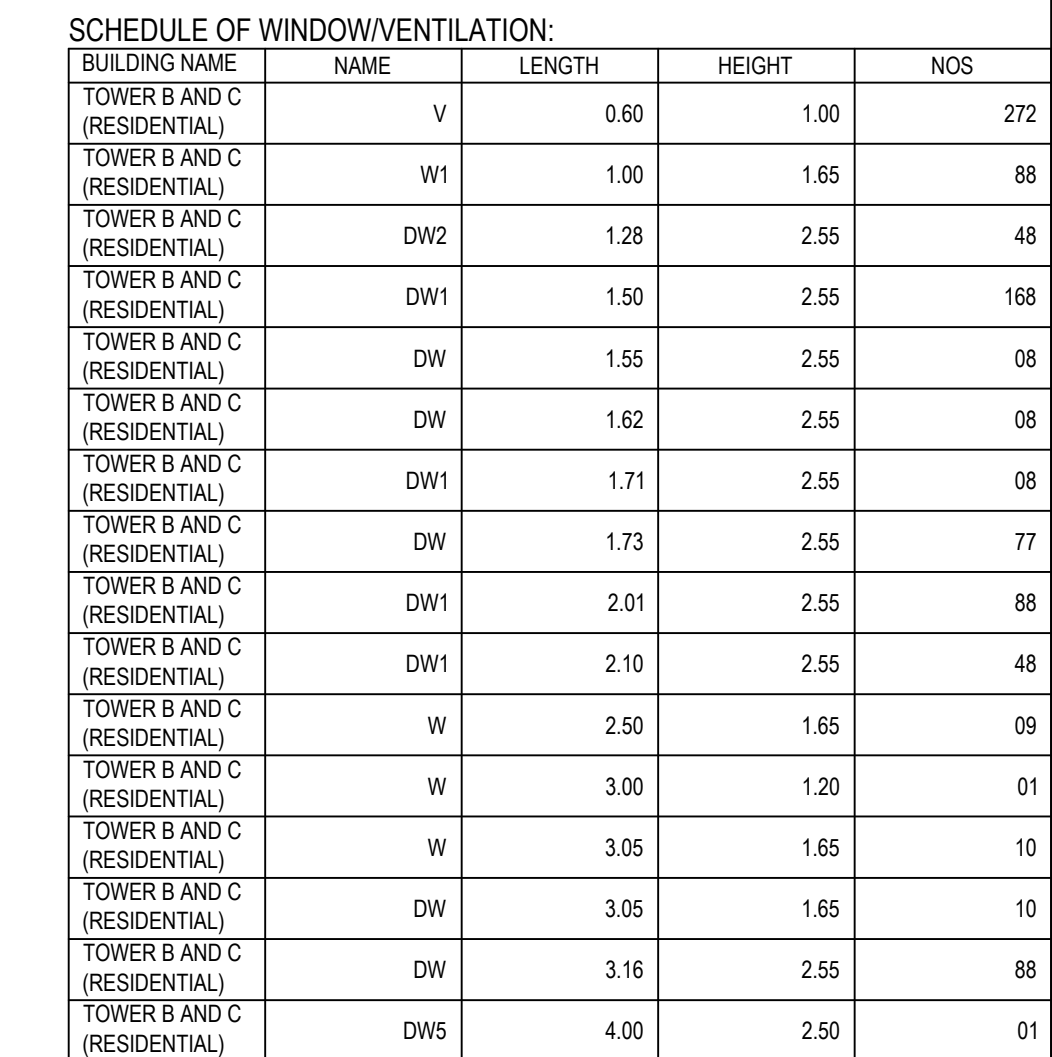 SCHEDULE OF WINDOW/VENTILATION:
BUILDING NAME NAME LENGTH HEIGHT NOS
TOWER B AND C
(RESIDENTIAL) V 0.60 1.00 272
TOWER B AND C
(RESIDENTIAL) W1 1.00 1.65 88
TOWER B AND C
(RESIDENTIAL) DW2 1.28 2.55 48
TOWER B AND C
(RESIDENTIAL) DW1 1.50 2.55 168
TOWER B AND C
(RESIDENTIAL) DW 1.55 2.55 08
TOWER B AND C
(RESIDENTIAL) DW 1.62 2.55 08
TOWER B AND C
(RESIDENTIAL) DW1 1.71 2.55 08
TOWER B AND C
(RESIDENTIAL) DW 1.73 2.55 77
TOWER B AND C
(RESIDENTIAL) DW1 2.01 2.55 88
TOWER B AND C
(RESIDENTIAL) DW1 2.10 2.55 48
TOWER B AND C
(RESIDENTIAL) W 2.50 1.65 09
TOWER B AND C
(RESIDENTIAL) W 3.00 1.20 01
TOWER B AND C
(RESIDENTIAL) W 3.05 1.65 10
TOWER B AND C
(RESIDENTIAL) DW 3.05 1.65 10
TOWER B AND C
(RESIDENTIAL) DW 3.16 2.55 88
TOWER B AND C
(RESIDENTIAL) DW5 4.00 2.50 01